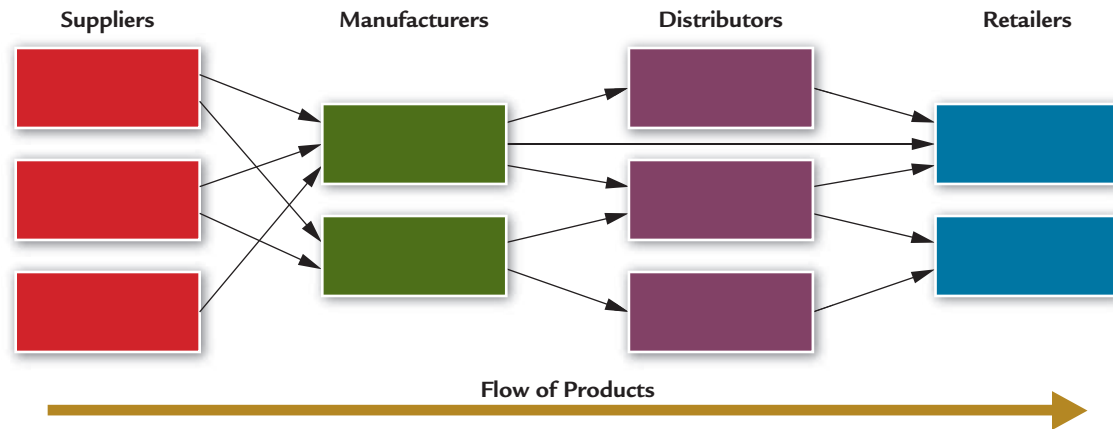 Suppliers
Manufacturers
Distributors
Retailers
Flow of Products